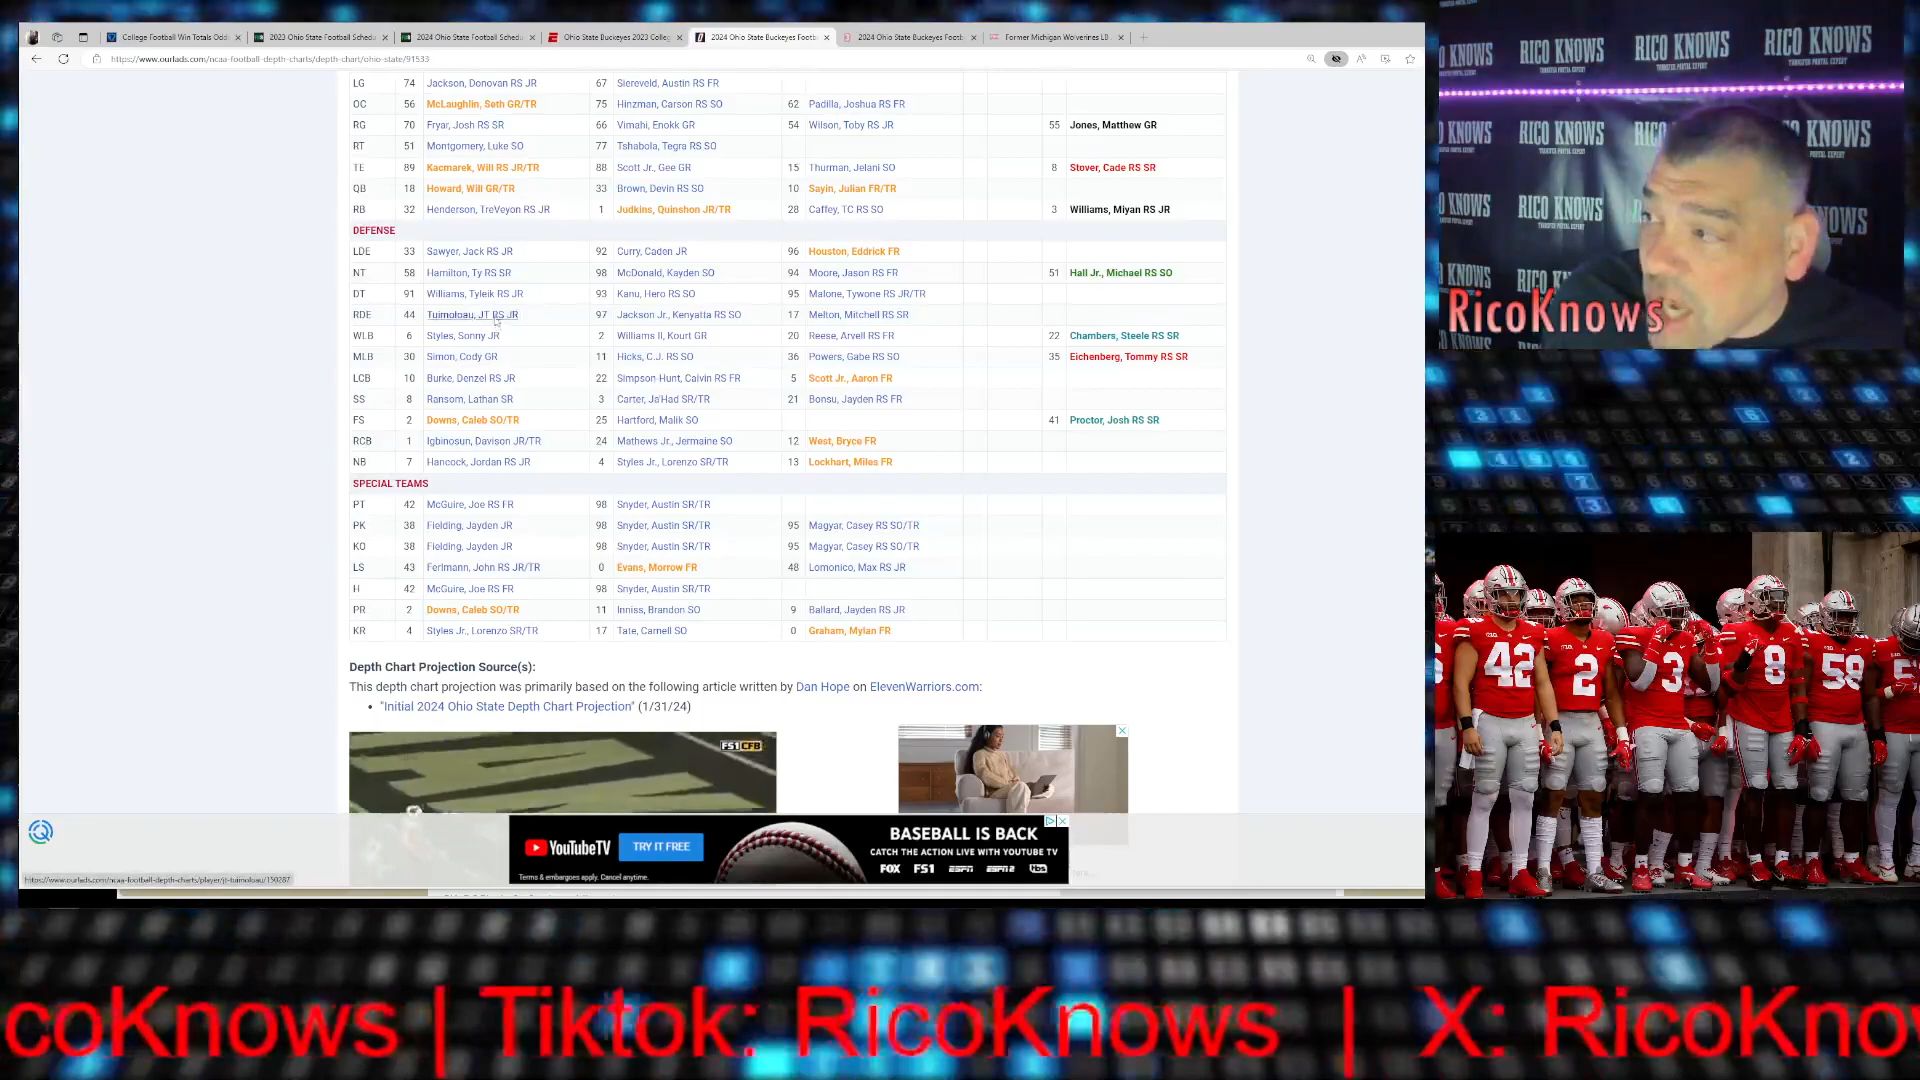 College Football Win Totals Odd
2023 Ohio State Football Schedu
2024 Ohio State Football Schedu
Ohio State Buckeyes 2023 Colleg
2024 Ohio State Buckeyes Footb
2024 Ohio State Buckeyes Footb
Former Michigan Wolverines LB
https://www.ourlads.com/ncaa-football-depth-charts/depth-chart/ohio-state/91533
LG 74 Jackson, Donovan RS JR 67 Siereveld, Austin RS FR
OC 56 McLaughlin, Seth GR/TR 75 Hinzman, Carson RS SO 62 Padilla, Joshua RS FR
RG 70 Fryar, Josh RS SR 66 Vimahi, Enokk GR 54 Wilson, Toby RS JR 55 Jones, Matthew GR
RT 51 Montgomery, Luke SO 77 Tshabola, Tegra RS SO
TE 89 Kacmarek, Will RS JR/TR 88 Scott Jr., Gee GR 15 Thurman, Jelani SO 8 Stover, Cade RS SR
QB 18 Howard, Will GR/TR 33 Brown, Devin RS SO 10 Sayin, Julian FR/TR
RB 32 Henderson, TreVeyon RS JR 1 Judkins, Quinshon JR/TR 28 Caffey, TC RS SO 3 Williams, Miyan RS JR
DEFENSE
LDE 33 Sawyer, Jack RS JR 92 Curry, Caden JR 96 Houston, Eddrick FR
NT 58 Hamilton, Ty RS SR 98 McDonald, Kayden SO 94 Moore, Jason RS FR 51 Hall Jr., Michael RS SO
DT 91 Williams, Tyleik RS JR 93 Kanu, Hero RS SO 95 Malone, Tywone RS JR/TR
RDE 44 Tuimoloau, JT RS JR 97 Jackson Jr., Kenyatta RS SO 17 Melton, Mitchell RS SR
WLB 6 Styles, Sonny JR 2 Williams II, Kourt GR 20 Reese, Arvell RS FR 22 Chambers, Steele RS SR
MLB 30 Simon, Cody GR 11 Hicks, C.J. RS SO 36 Powers, Gabe RS SO 35 Eichenberg, Tommy RS SR
LCB 10 Burke, Denzel RS JR 22 Simpson-Hunt, Calvin RS FR 5 Scott Jr., Aaron FR
SS 8 Ransom, Lathan SR 3 Carter, Ja'Had SR/TR 21 Bonsu, Jayden RS FR
FS 2 Downs, Caleb SO/TR 25 Hartford, Malik SO 41 Proctor, Josh RS SR
RCB 1 Igbinosun, Davison JR/TR 24 Mathews Jr., Jermaine SO 12 West, Bryce FR
NB 7 Hancock, Jordan RS JR 4 Styles Jr., Lorenzo SR/TR 13 Lockhart, Miles FR
SPECIAL TEAMS
PT 42 McGuire, Joe RS FR 98 Snyder, Austin SR/TR
PK 38 Fielding, Jayden JR 98 Snyder, Austin SR/TR 95 Magyar, Casey RS SO/TR
KO 38 Fielding, Jayden JR 98 Snyder, Austin SR/TR 95 Magyar, Casey RS SO/TR
LS 43 Ferlmann, John RS JR/TR 0 Evans, Morrow FR 48 Lomonico, Max RS JR
H 42 McGuire, Joe RS FR 98 Snyder, Austin SR/TR
PR 2 Downs, Caleb SO/TR 11 Inniss, Brandon SO 9 Ballard, Jayden RS JR
KR 4 Styles Jr., Lorenzo SR/TR 17 Tate, Carnell SO 0 Graham, Mylan FR
Depth Chart Projection Source(s):
This depth chart projection was primarily based on the following article written by Dan Hope on ElevenWarriors.com:
• "Initial 2024 Ohio State Depth Chart Projection" (1/31/24)
FS1 CFB
YouTubeTV
TRY IT FREE
Terms & embargoes apply. Cancel anytime.
BASEBALL IS BACK
CATCH THE ACTION LIVE WITH YOUTUBE TV
FOX FS1 ESPN ESPN2 tbs
https://www.ourlads.com/ncaa-football-depth-charts/player/jt-tuimoloau/150287
RICO KNOWS
RICO KNOWS
RICO KNOWS
TRANSFER PORTAL EXPERT
RicoKnows
42 2 3 8 58
coKnows | Tiktok: RicoKnows | X: RicoKno